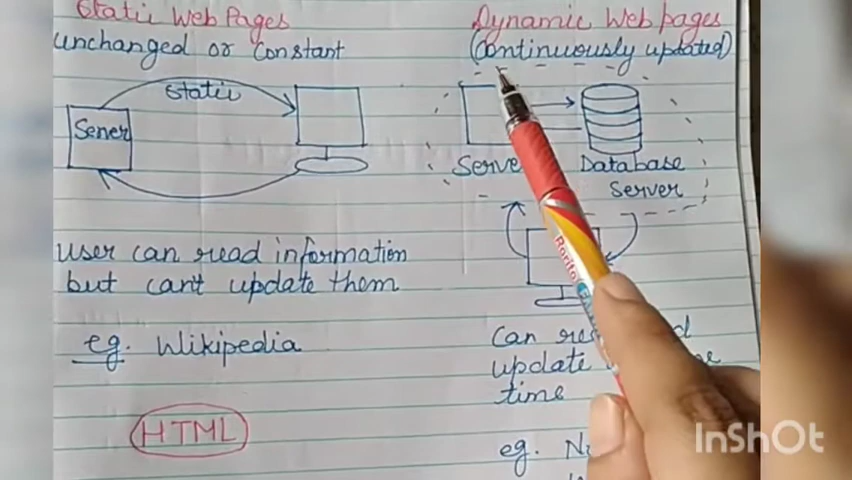 Static Web Pages
unchanged or constant
Static
Server
User can read information
but can't update them
eg. Wikipedia
HTML
Dynamic Web pages
(continuously updated)
Database
Server
can
update
time
eg.
InShOt